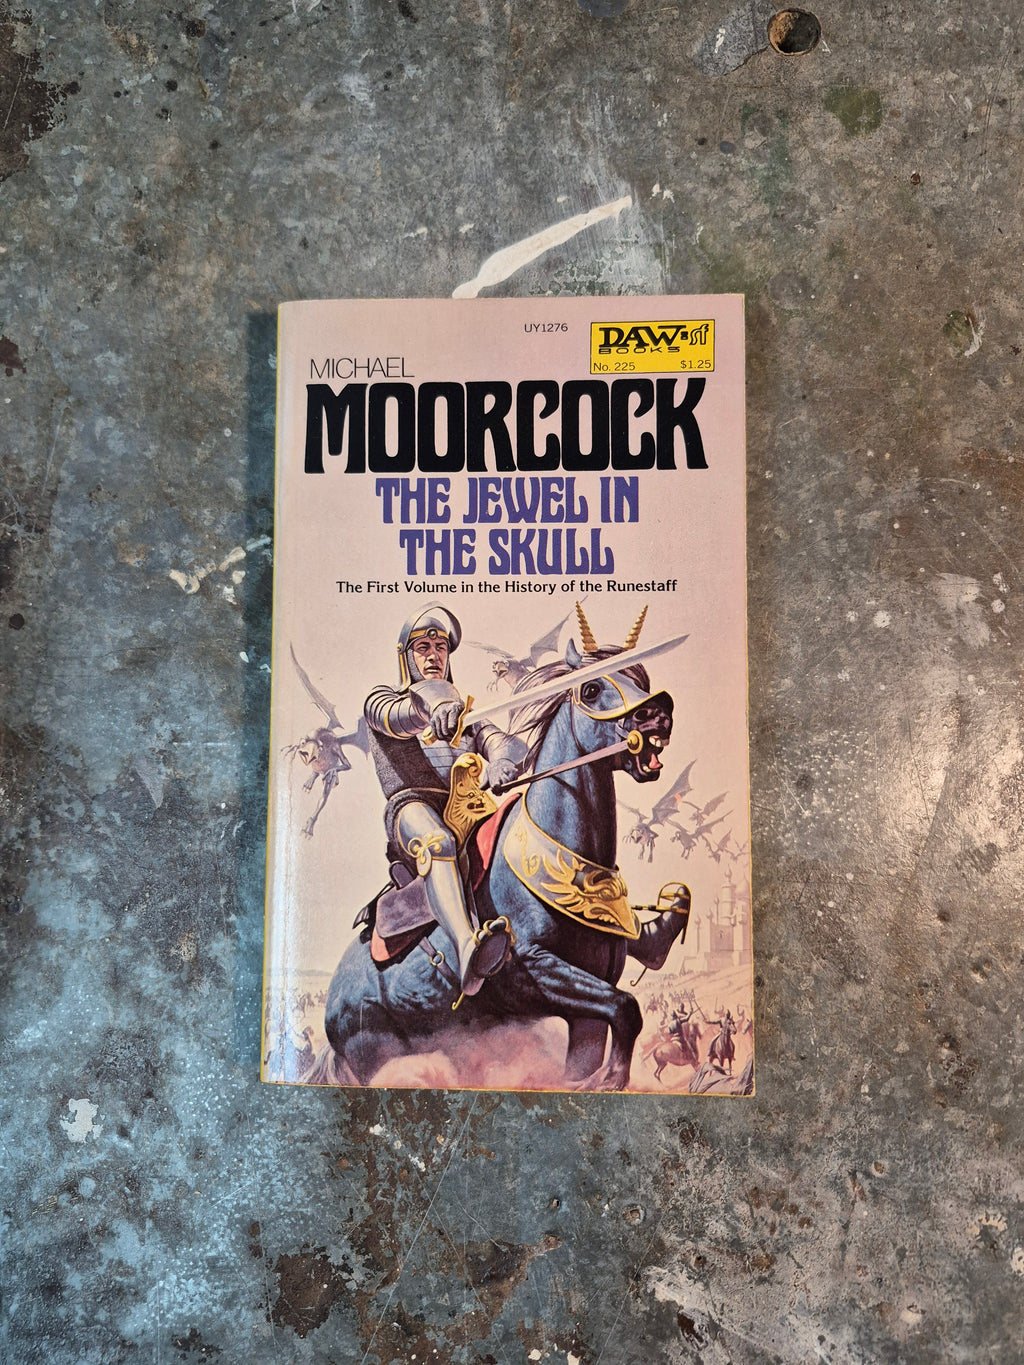 UY1276
DAW sf
BOOKS
No. 225 $1.25
MICHAEL
MOORCOCK
THE JEWEL IN
THE SKULL
The First Volume in the History of the Runestaff